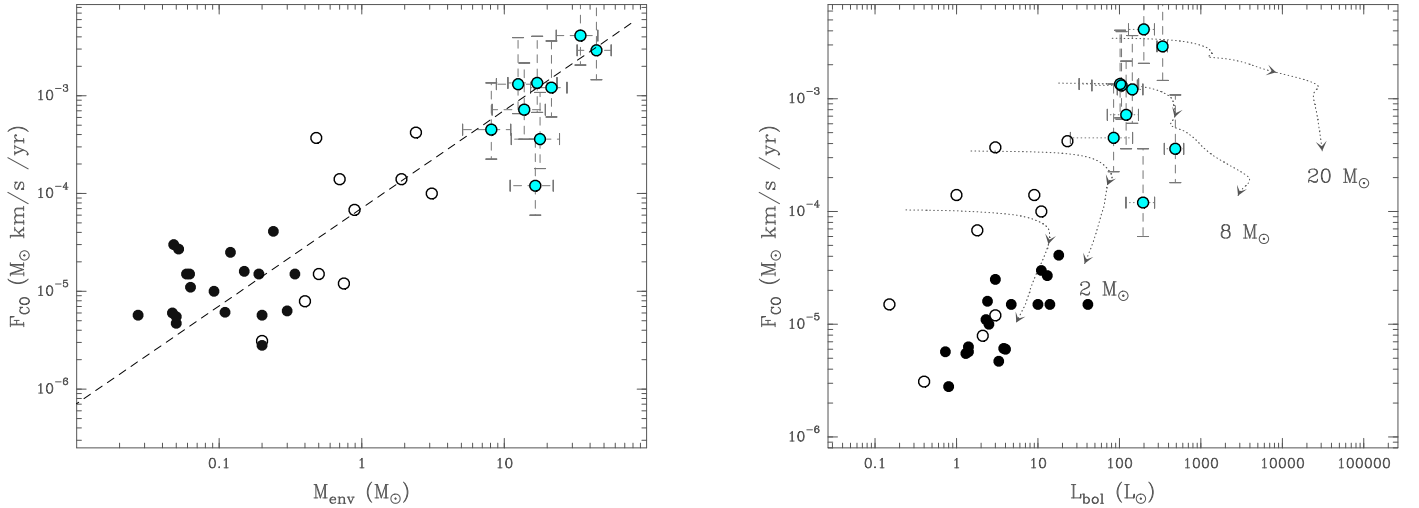 F_CO (M⊙ km/s /yr)
10⁻³
10⁻⁴
10⁻⁵
10⁻⁶
0.1 1 10
M_env (M⊙)
F_CO (M⊙ km/s /yr)
10⁻³
10⁻⁴
10⁻⁵
10⁻⁶
20 M⊙
8 M⊙
2 M⊙
0.1 1 10 100 1000 10000 100000
L_bol (L⊙)